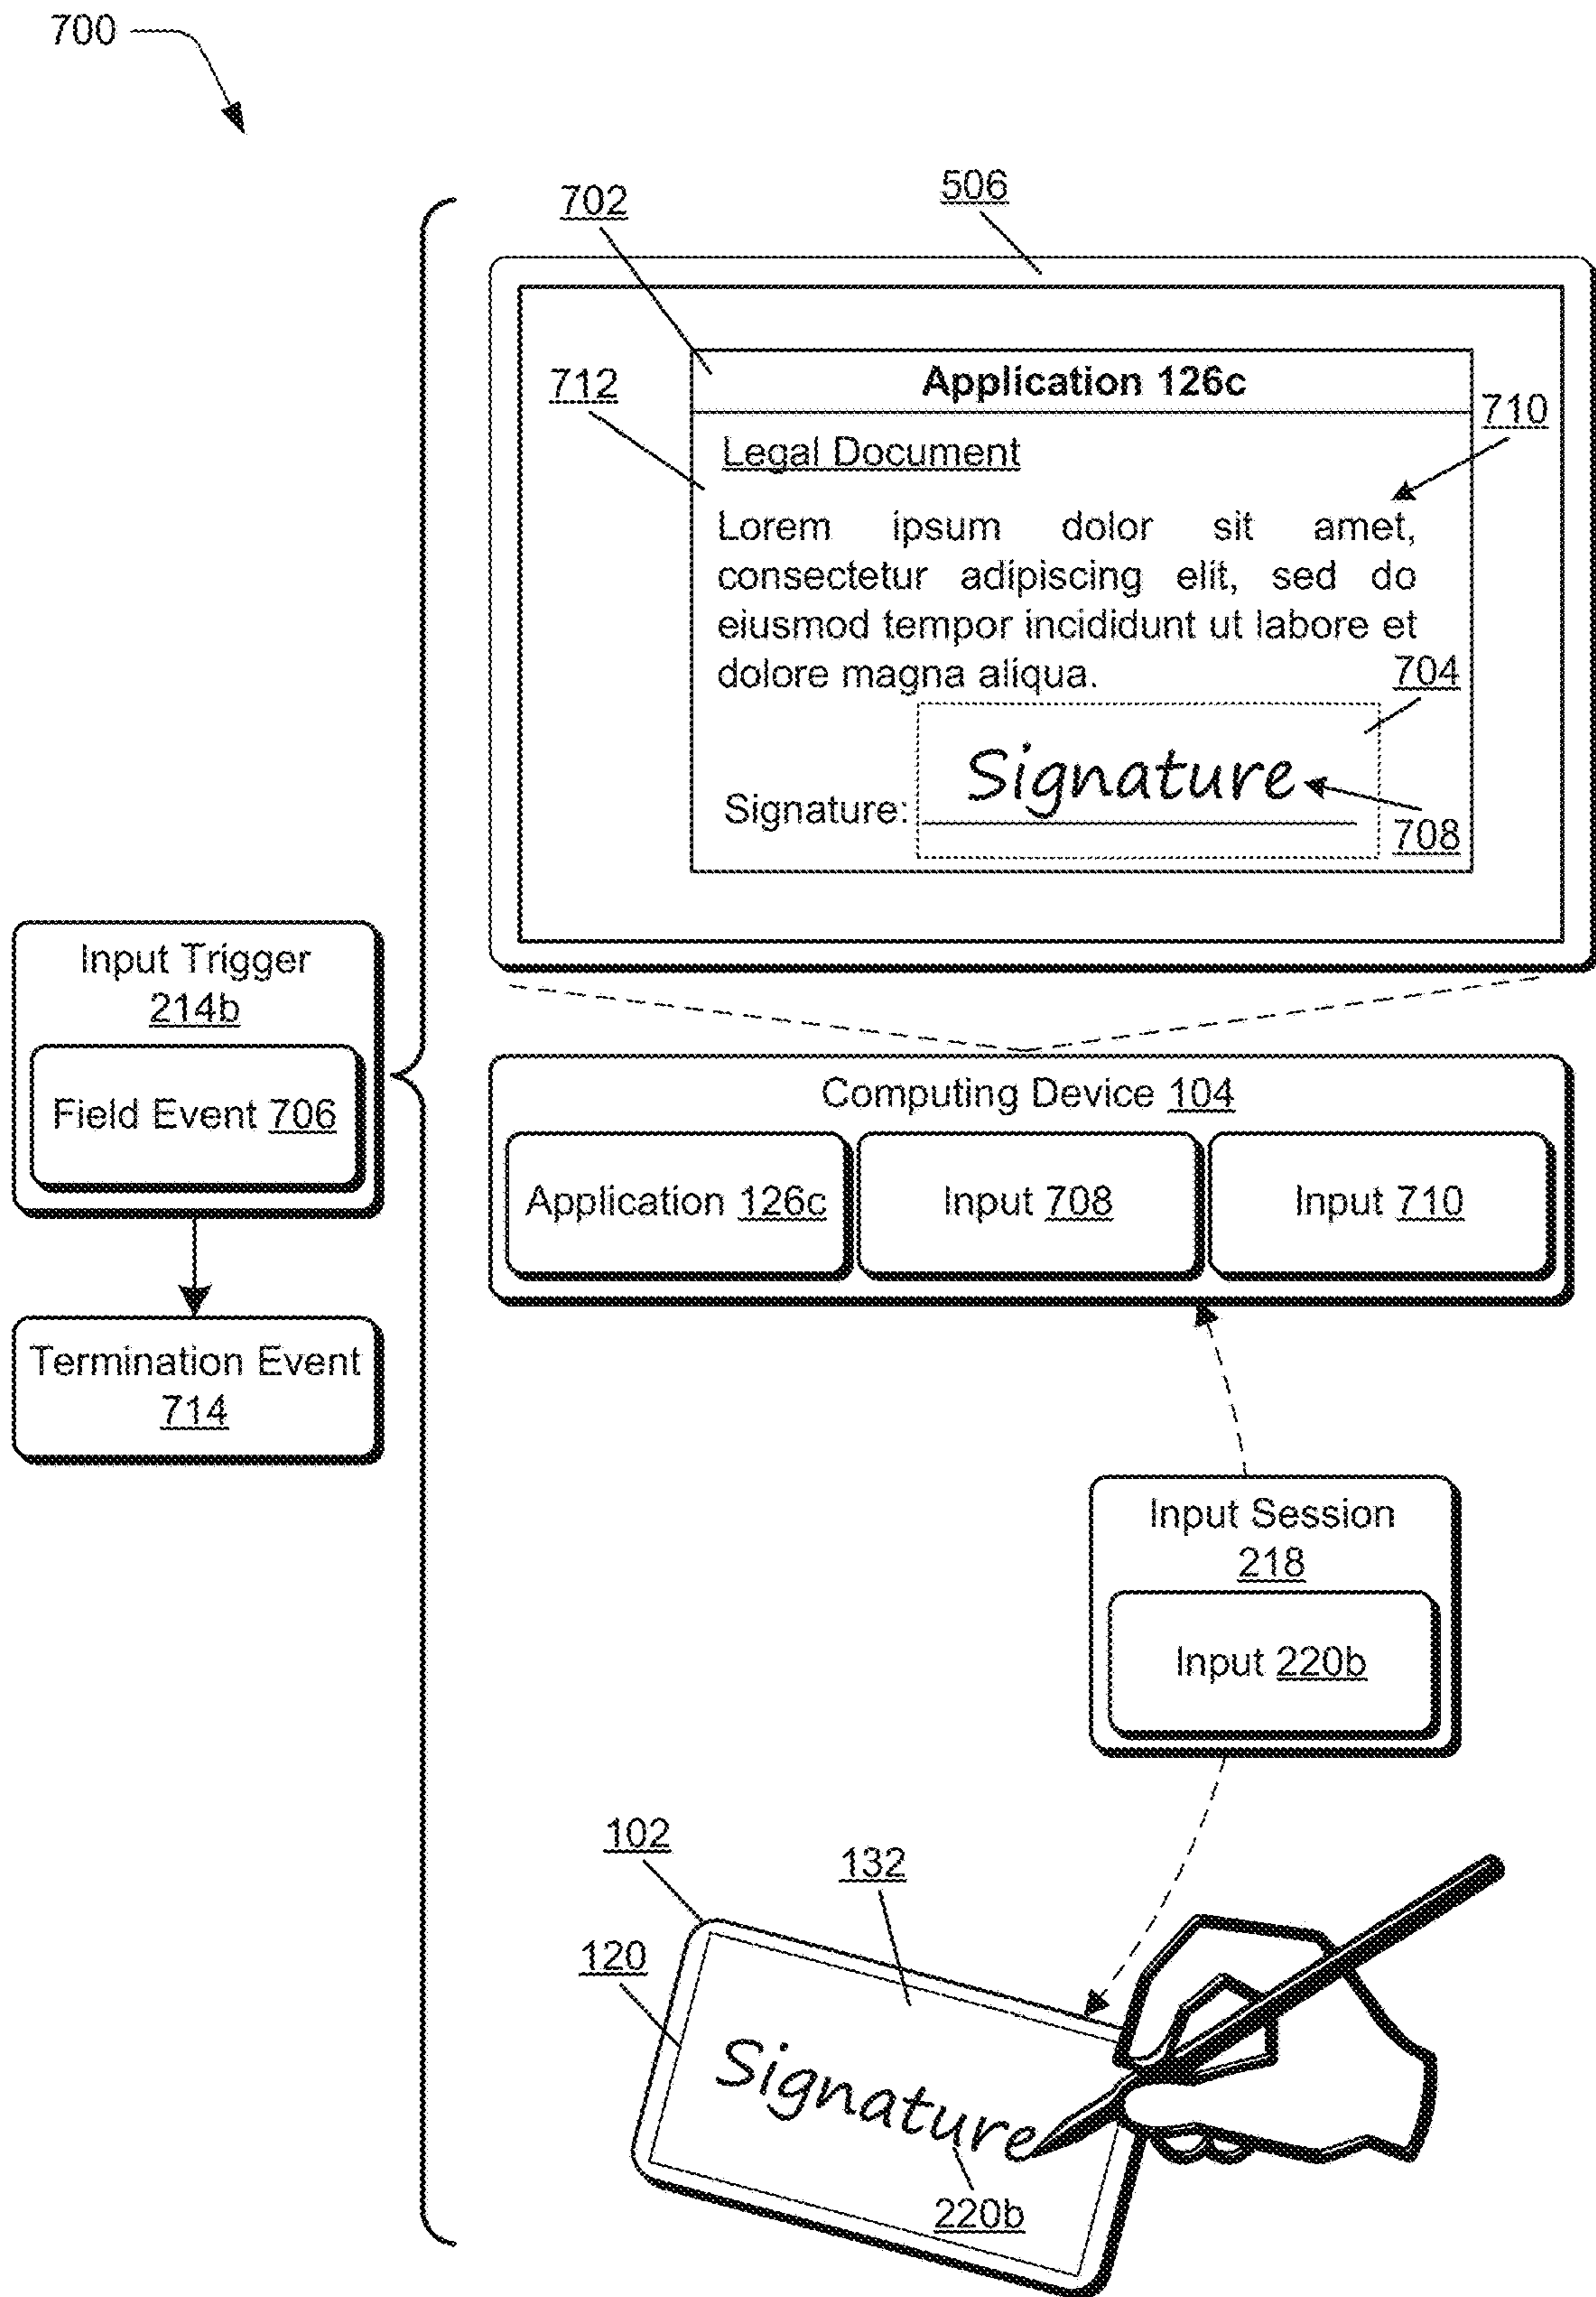 700
506
702
Application 126c
712
710
Legal Document
Lorem ipsum dolor sit amet,
consectetur adipiscing elit, sed do
eiusmod tempor incididunt ut labore et
dolore magna aliqua.
704
Signature
Signature:
708
Input Trigger
214b
Field Event 706
Termination Event
714
Computing Device 104
Application 126c
Input 708
Input 710
Input Session
218
Input 220b
102
132
120
Signature
220b